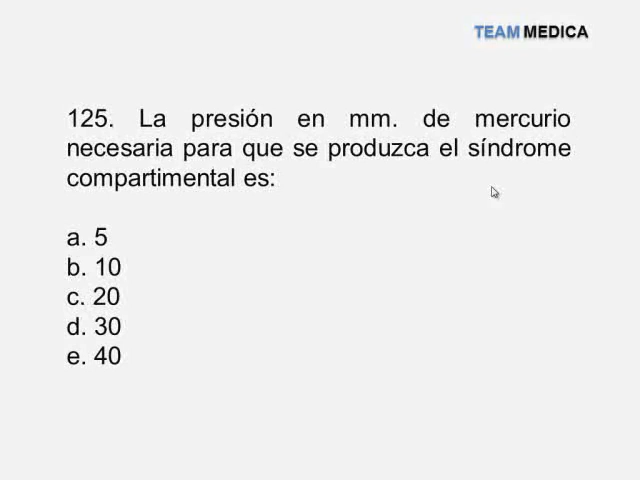 TEAM MEDICA
125. La presión en mm. de mercurio
necesaria para que se produzca el síndrome
compartimental es:
a. 5
b. 10
c. 20
d. 30
e. 40